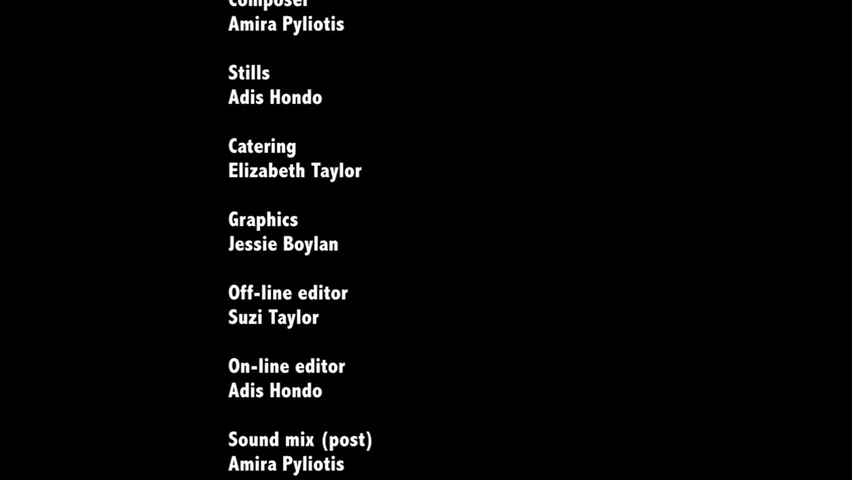 Composer
Amira Pyliotis
Stills
Adis Hondo
Catering
Elizabeth Taylor
Graphics
Jessie Boylan
Off-line editor
Suzi Taylor
On-line editor
Adis Hondo
Sound mix (post)
Amira Pyliotis